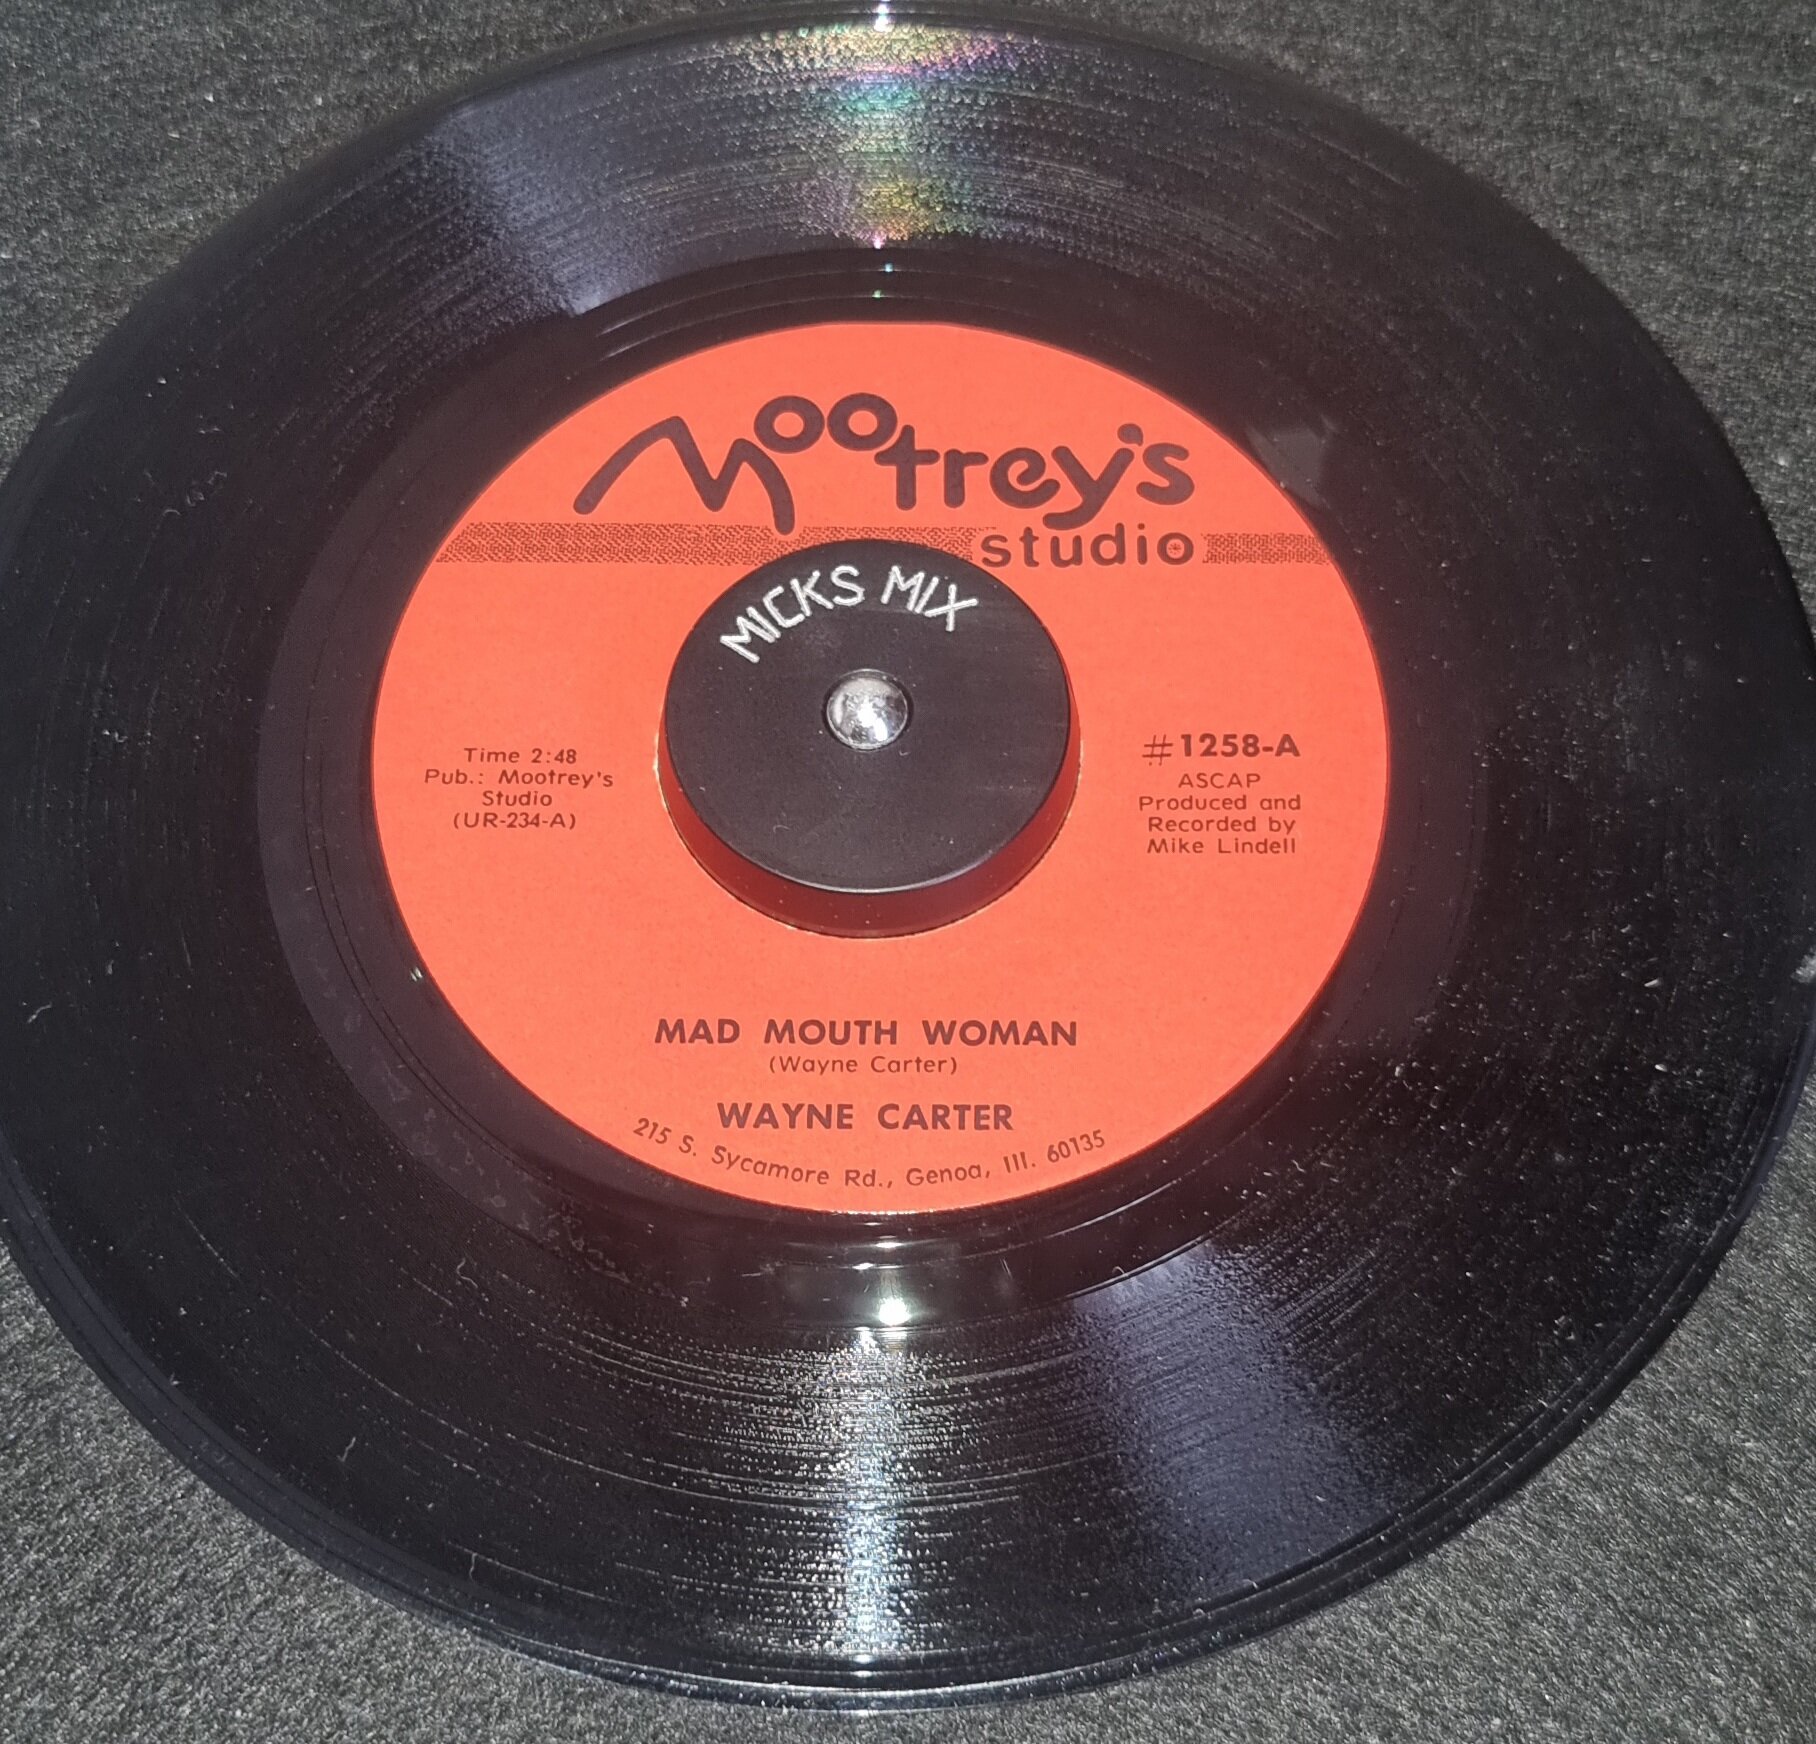 Mootrey's
studio
MICKS MIX
Time 2:48
Pub.: Mootrey's
Studio
(UR-234-A)
#1258-A
ASCAP
Produced and
Recorded by
Mike Lindell
MAD MOUTH WOMAN
(Wayne Carter)
WAYNE CARTER
215 S. Sycamore Rd., Genoa, Ill. 60135